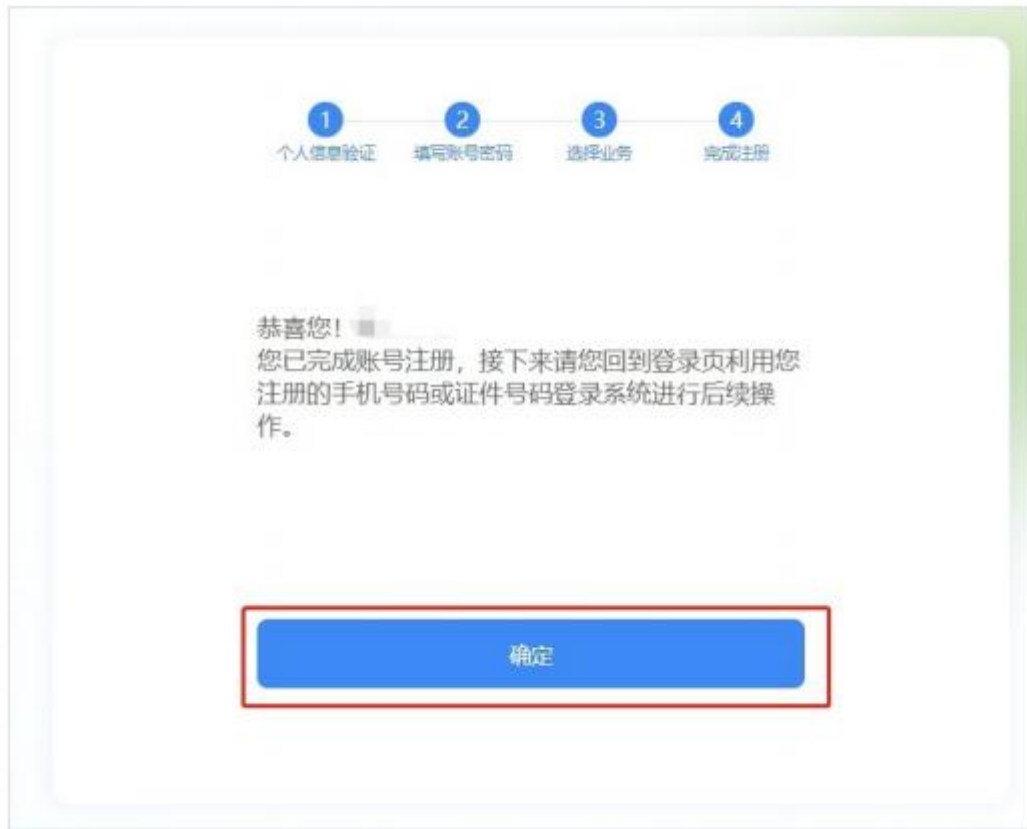 1 2 3 4
个人信息验证 填写账号密码 选择业务 完成注册
恭喜您!
您已完成账号注册，接下来请您回到登录页利用您
注册的手机号码或证件号码登录系统进行后续操
作。
确定